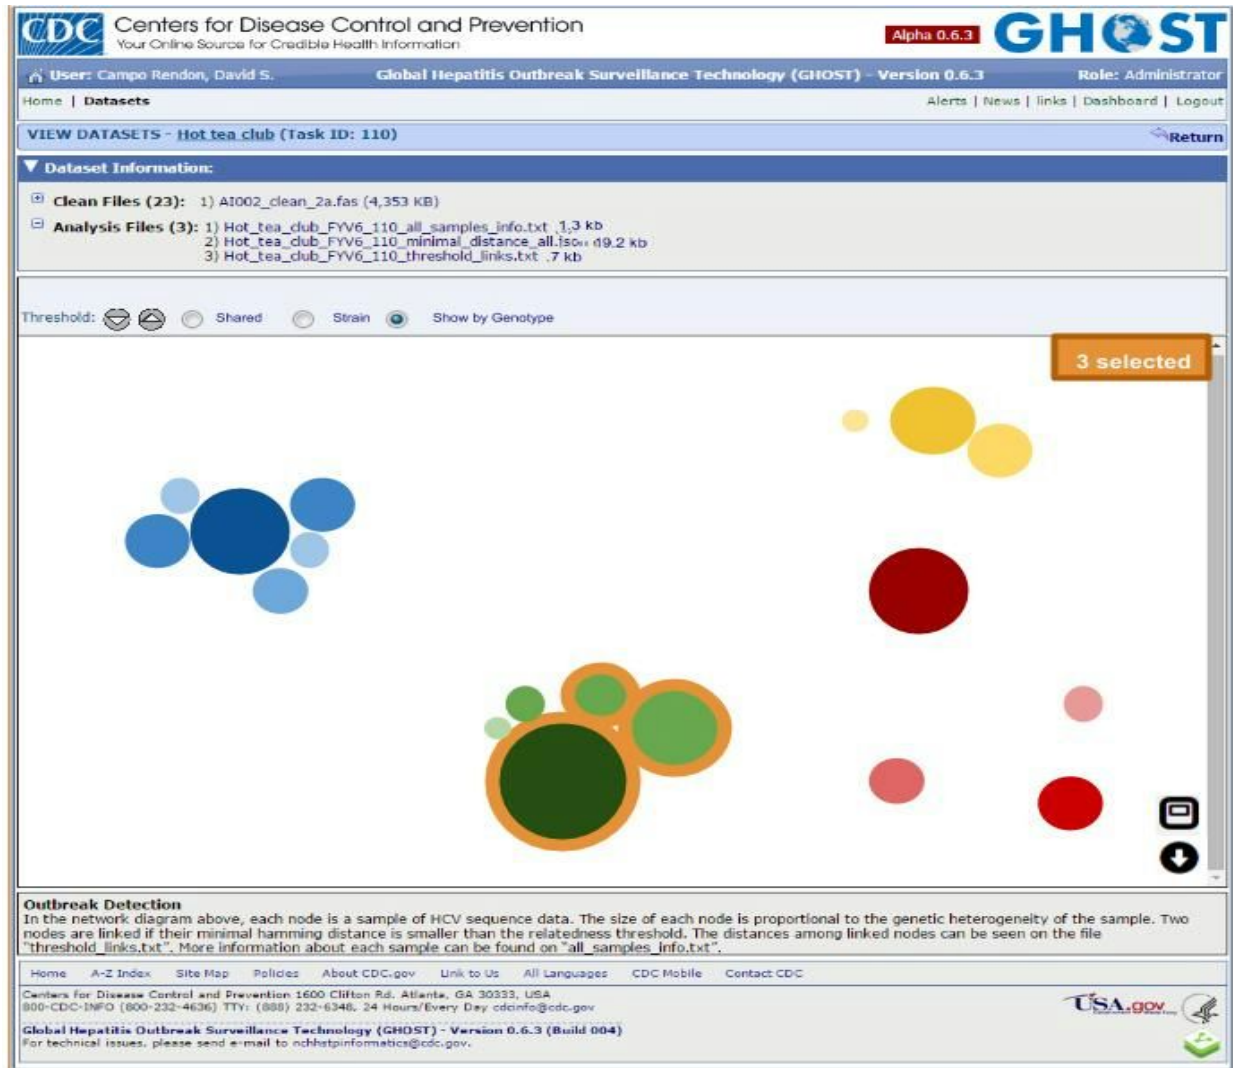 CDC Centers for Disease Control and Prevention
Your Online Source for Credible Health Information
Alpha 0.6.3 GHOST
User: Campo Rendon, David S. Global Hepatitis Outbreak Surveillance Technology (GHOST) - Version 0.6.3 Role: Administrator
Home | Datasets Alerts | News | links | Dashboard | Logout
VIEW DATASETS - Hot tea club (Task ID: 110) Return
Dataset Information:
Clean Files (23): 1) AI002_clean_2a.fas (4,353 KB)
Analysis Files (3): 1) Hot_tea_club_FYV6_110_all_samples_info.txt 1,3 kb
2) Hot_tea_club_FYV6_110_minimal_distance_all.iso 19.2 kb
3) Hot_tea_club_FYV6_110_threshold_links.txt .7 kb
Threshold: Shared Strain Show by Genotype
3 selected
Outbreak Detection
In the network diagram above, each node is a sample of HCV sequence data. The size of each node is proportional to the genetic heterogeneity of the sample. Two
nodes are linked if their minimal hamming distance is smaller than the relatedness threshold. The distances among linked nodes can be seen on the file
"threshold_links.txt". More information about each sample can be found on "all_samples_info.txt".
Home A-Z Index Site Map Policies About CDC.gov Link to Us All Languages CDC Mobile Contact CDC
Centers for Disease Control and Prevention 1600 Clifton Rd. Atlanta, GA 30333, USA
800-CDC-INFO (800-232-4636) TTY: (888) 232-6348, 24 Hours/Every Day cdcinfo@cdc.gov
USA.gov
Global Hepatitis Outbreak Surveillance Technology (GHOST) - Version 0.6.3 (Build 004)
For technical issues, please send e-mail to nchhstpinformatics@cdc.gov.